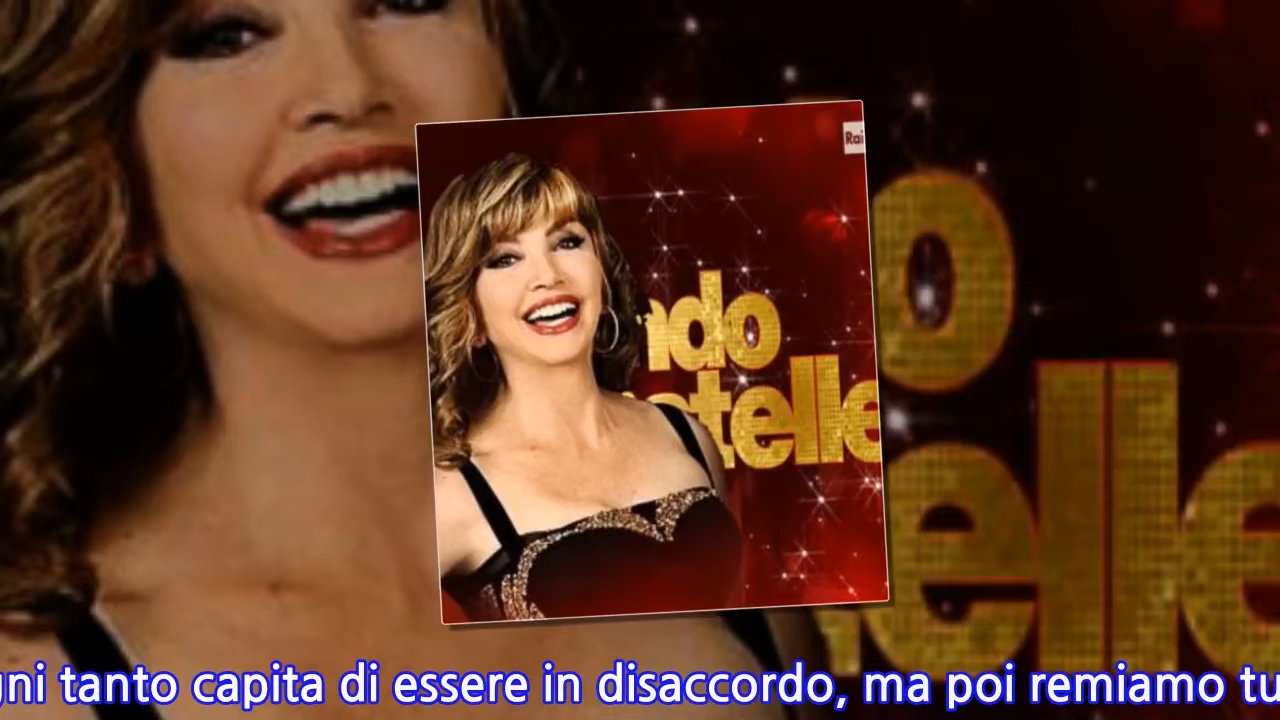 Rai
ndo
telle
o
elle
gni tanto capita di essere in disaccordo, ma poi remiamo tu